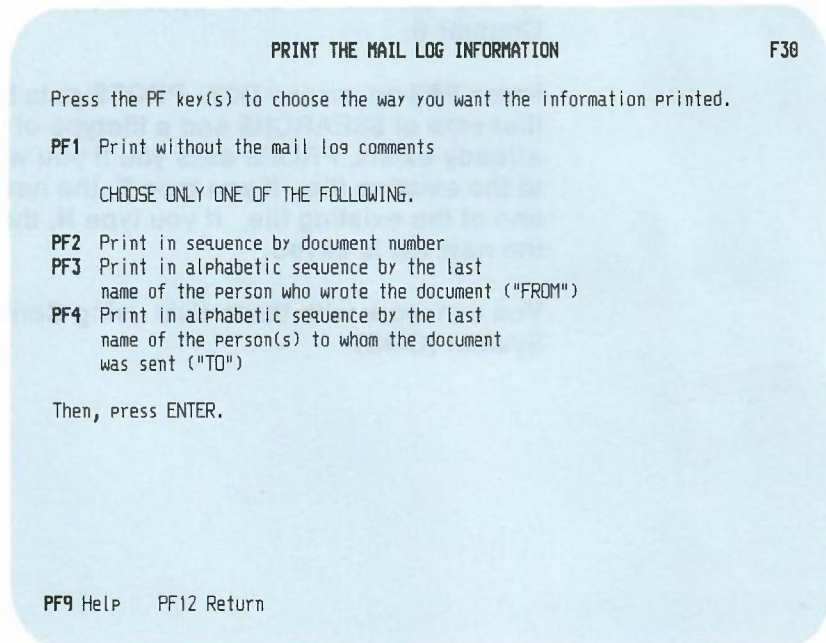 PRINT THE MAIL LOG INFORMATION F30
Press the PF key(s) to choose the way you want the information printed.
PF1 Print without the mail log comments
CHOOSE ONLY ONE OF THE FOLLOWING.
PF2 Print in sequence by document number
PF3 Print in alphabetic sequence by the last
name of the person who wrote the document ("FROM")
PF4 Print in alphabetic sequence by the last
name of the person(s) to whom the document
was sent ("TO")
Then, press ENTER.
PF9 Help PF12 Return